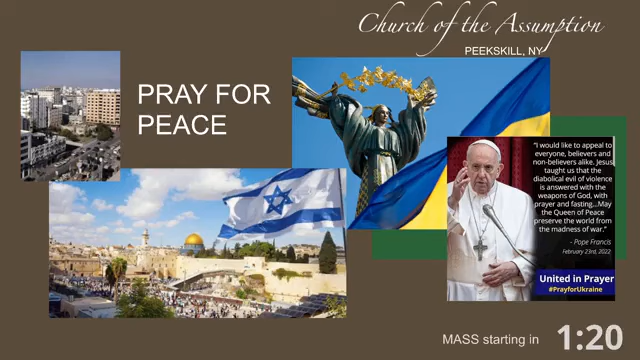 Church of the Assumption
PEEKSKILL, NY
PRAY FOR
PEACE
"I would like to appeal to
everyone, believers and
non-believers alike. Jesus
taught us that the
diabolical evil of violence
is answered with the
weapons of God, with
prayer and fasting...May
the Queen of Peace
preserve the world from
the madness of war."
- Pope Francis
February 23rd, 2022
United in Prayer
#PrayforUkraine
MASS starting in 1:20